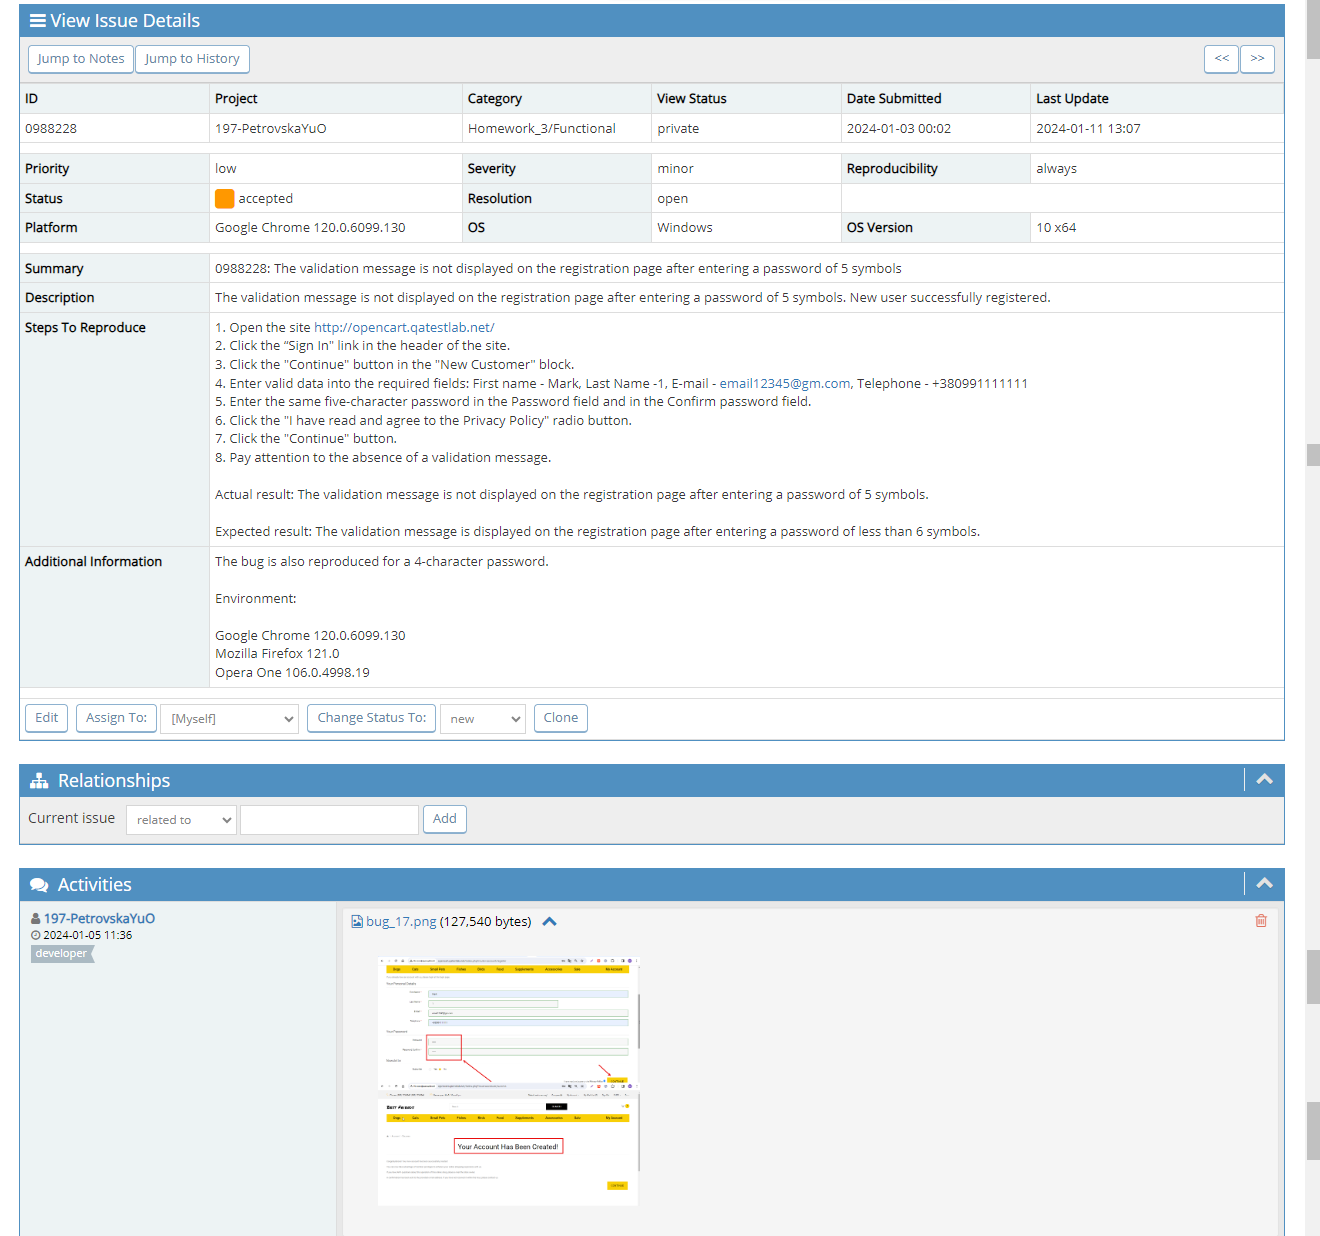 View Issue Details
Jump to Notes Jump to History << >>
ID Project Category View Status Date Submitted Last Update
0988228 197-PetrovskaYuO Homework_3/Functional private 2024-01-03 00:02 2024-01-11 13:07
Priority low Severity minor Reproducibility always
Status accepted Resolution open
Platform Google Chrome 120.0.6099.130 OS Windows OS Version 10 x64
Summary 0988228: The validation message is not displayed on the registration page after entering a password of 5 symbols
Description The validation message is not displayed on the registration page after entering a password of 5 symbols. New user successfully registered.
Steps To Reproduce 1. Open the site http://opencart.qatestlab.net/
2. Click the “Sign In" link in the header of the site.
3. Click the "Continue" button in the "New Customer" block.
4. Enter valid data into the required fields: First name - Mark, Last Name -1, E-mail - email12345@gm.com, Telephone - +380991111111
5. Enter the same five-character password in the Password field and in the Confirm password field.
6. Click the "I have read and agree to the Privacy Policy" radio button.
7. Click the "Continue" button.
8. Pay attention to the absence of a validation message.
Actual result: The validation message is not displayed on the registration page after entering a password of 5 symbols.
Expected result: The validation message is displayed on the registration page after entering a password of less than 6 symbols.
Additional Information The bug is also reproduced for a 4-character password.
Environment:
Google Chrome 120.0.6099.130
Mozilla Firefox 121.0
Opera One 106.0.4998.19
Edit Assign To: [Myself] Change Status To: new Clone
Relationships
Current issue related to Add
Activities
197-PetrovskaYuO bug_17.png (127,540 bytes)
2024-01-05 11:36
developer
Your Account Has Been Created!